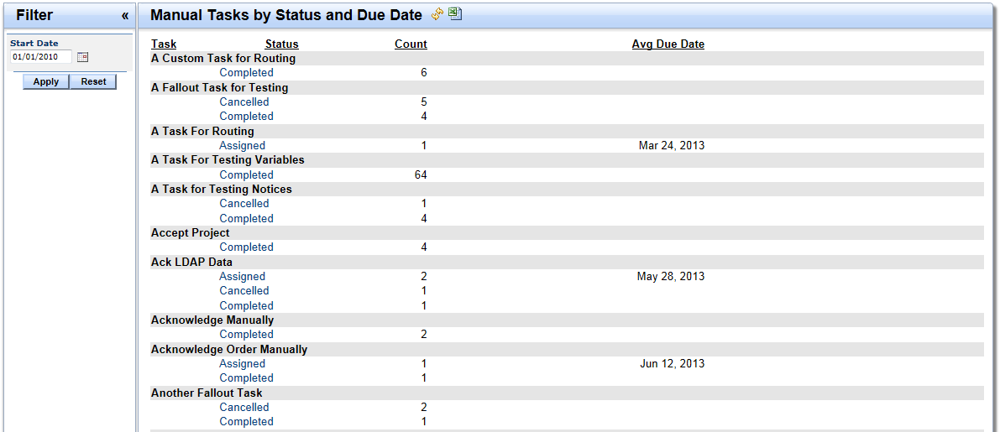 Filter «
Start Date
01/01/2010
Apply Reset
Manual Tasks by Status and Due Date
Task Status Count Avg Due Date
A Custom Task for Routing
Completed 6
A Fallout Task for Testing
Cancelled 5
Completed 4
A Task For Routing
Assigned 1 Mar 24, 2013
A Task For Testing Variables
Completed 64
A Task for Testing Notices
Cancelled 1
Completed 4
Accept Project
Completed 4
Ack LDAP Data
Assigned 2 May 28, 2013
Cancelled 1
Completed 1
Acknowledge Manually
Completed 2
Acknowledge Order Manually
Assigned 1 Jun 12, 2013
Completed 1
Another Fallout Task
Cancelled 2
Completed 1